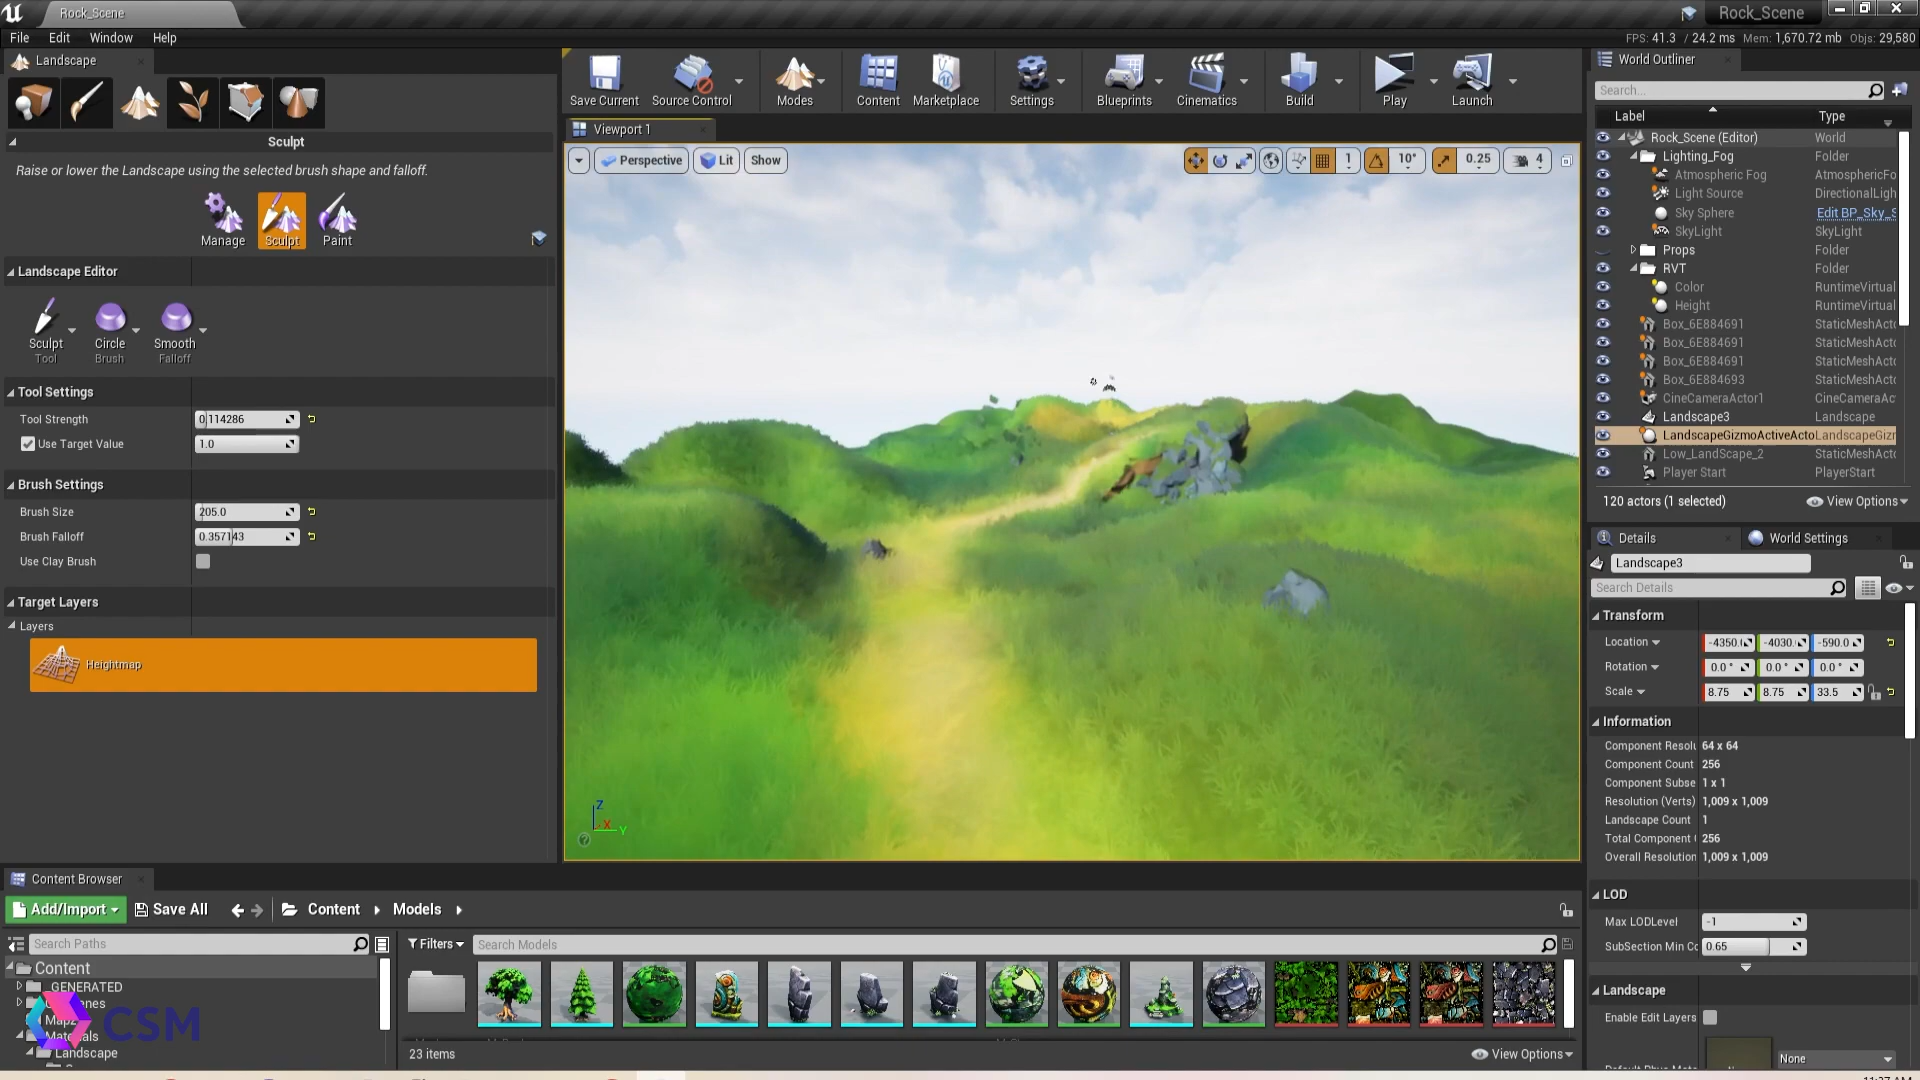 Rock_Scene
Rock_Scene
File Edit Window Help
FPS: 41.3 / 24.2 ms Mem: 1,670.72 mb Objs: 29,580
Landscape
Sculpt
Raise or lower the Landscape using the selected brush shape and falloff.
Manage Sculpt Paint
Landscape Editor
Sculpt Circle Smooth
Tool Brush Falloff
Tool Settings
Tool Strength 0.114286
Use Target Value 1.0
Brush Settings
Brush Size 205.0
Brush Falloff 0.357143
Use Clay Brush
Target Layers
Layers
Heightmap
Save Current Source Control Modes Content Marketplace Settings Blueprints Cinematics Build Play Launch
Viewport 1
Perspective Lit Show
1 10° 0.25 4
Z
X
Y
World Outliner
Search...
Label Type
Rock_Scene (Editor) World
Lighting_Fog Folder
Atmospheric Fog AtmosphericFo
Light Source DirectionalLigh
Sky Sphere Edit BP_Sky_S
SkyLight SkyLight
Props Folder
RVT Folder
Color RuntimeVirtual
Height RuntimeVirtual
Box_6E884691 StaticMeshActo
Box_6E884691 StaticMeshActo
Box_6E884691 StaticMeshActo
Box_6E884693 StaticMeshActo
CineCameraActor1 CineCameraAc
Landscape3 Landscape
LandscapeGizmoActiveActo LandscapeGizr
Low_LandScape_2 StaticMeshActo
Player Start PlayerStart
120 actors (1 selected) View Options
Details World Settings
Landscape3
Search Details
Transform
Location -4350.( -4030. -590.0
Rotation 0.0 ° 0.0 ° 0.0 °
Scale 8.75 8.75 33.5
Information
Component Resolu 64 x 64
Component Count 256
Component Subse 1 x 1
Resolution (Verts) 1,009 x 1,009
Landscape Count 1
Total Component 256
Overall Resolution 1,009 x 1,009
LOD
Max LODLevel -1
SubSection Min Cc 0.65
Landscape
Enable Edit Layers
None
Content Browser
Add/Import Save All Content Models
Search Paths
Filters Search Models
Content
_GENERATED
Landscape
CSM
23 items
View Options